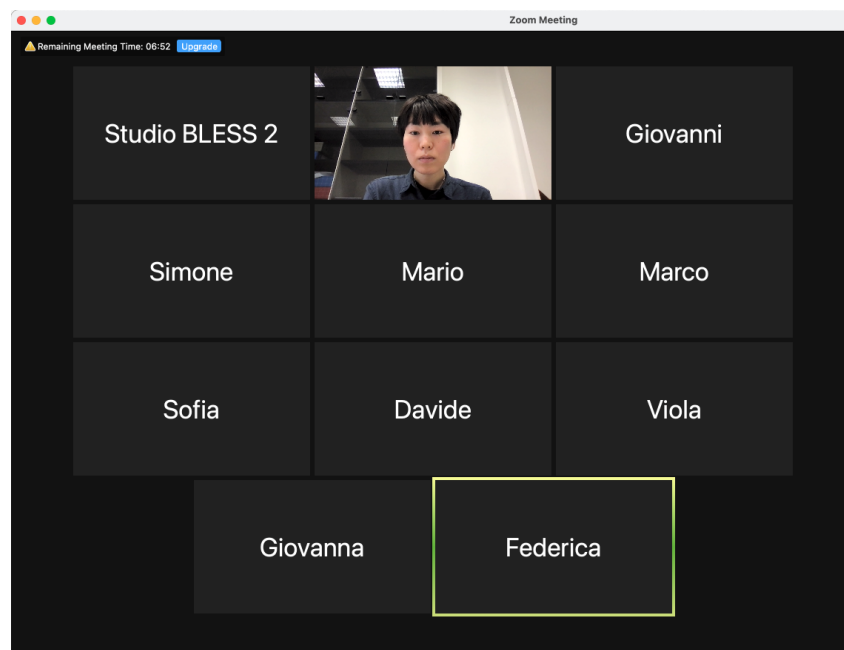 Zoom Meeting
Remaining Meeting Time: 06:52 Upgrade
Studio BLESS 2
Giovanni
Simone
Mario
Marco
Sofia
Davide
Viola
Giovanna
Federica